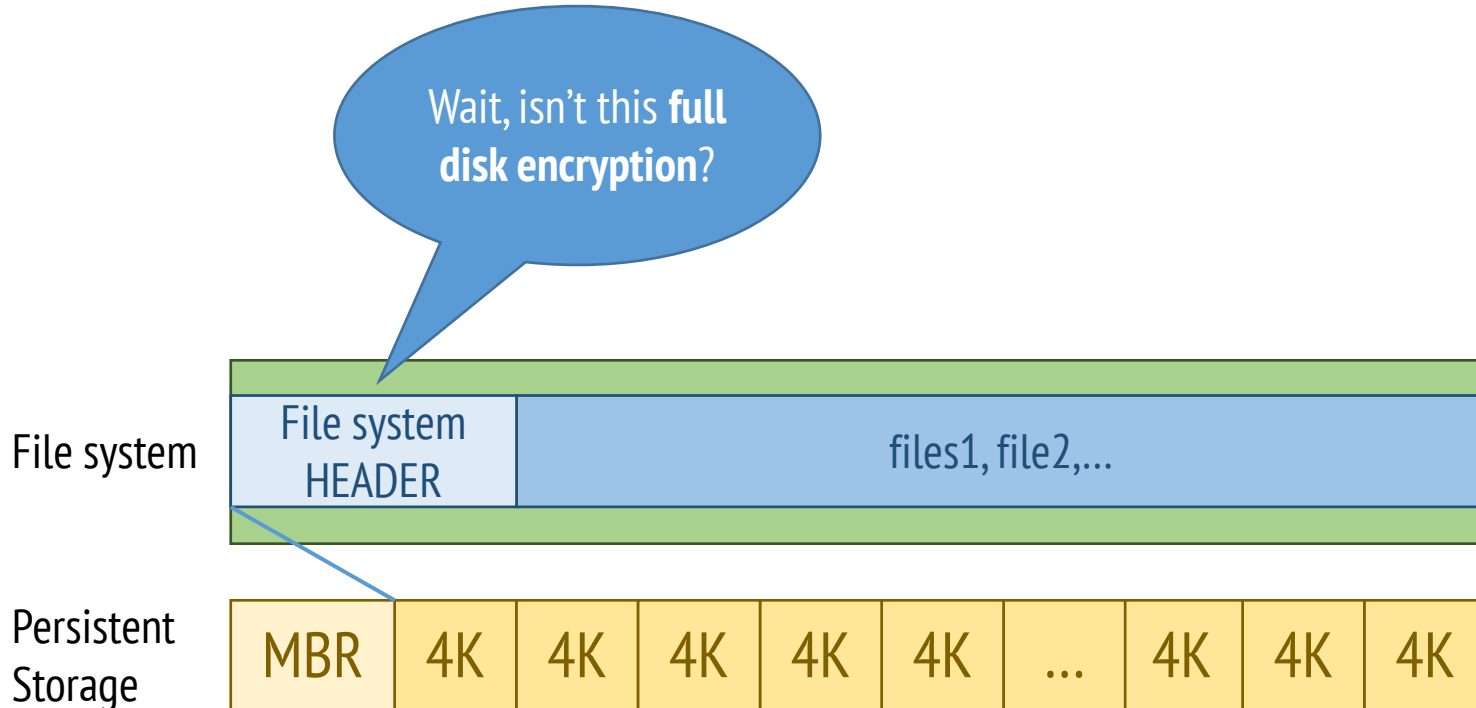 Wait, isn't this full
disk encryption?
File system
File system
HEADER
files1, file2,...
Persistent
Storage
MBR
4K
4K
4K
4K
4K
...
4K
4K
4K